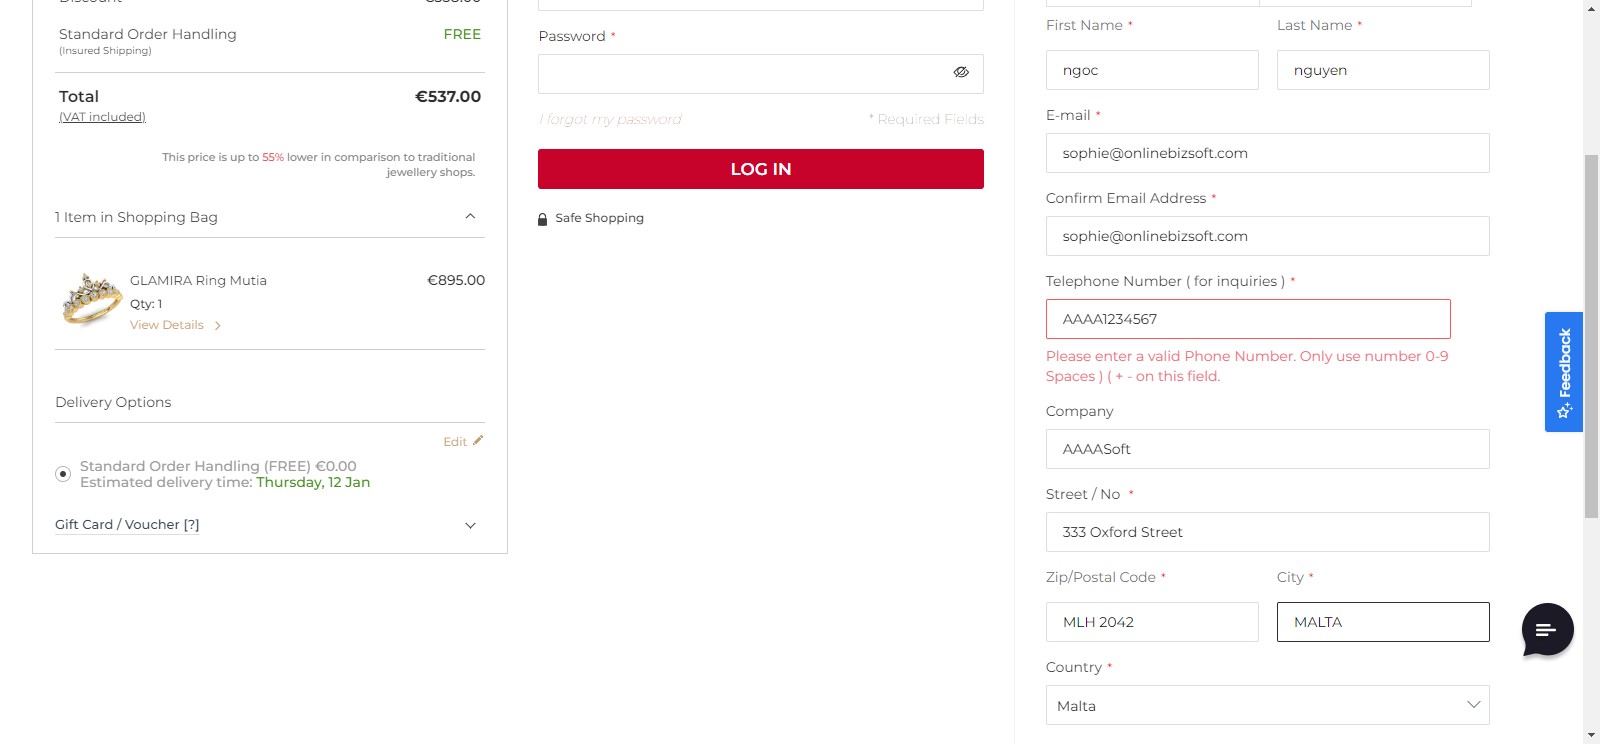 Discount €358.00
Standard Order Handling FREE
(Insured Shipping)
Total €537.00
(VAT included)
This price is up to 55% lower in comparison to traditional
jewellery shops.
1 Item in Shopping Bag
GLAMIRA Ring Mutia €895.00
Qty: 1
View Details
Delivery Options
Edit
Standard Order Handling (FREE) €0.00
Estimated delivery time: Thursday, 12 Jan
Gift Card / Voucher [?]
Password *
I forgot my password * Required Fields
LOG IN
Safe Shopping
First Name * Last Name *
ngoc nguyen
E-mail *
sophie@onlinebizsoft.com
Confirm Email Address *
sophie@onlinebizsoft.com
Telephone Number ( for inquiries ) *
AAAA1234567
Please enter a valid Phone Number. Only use number 0-9
Spaces ) ( + - on this field.
Company
AAAASoft
Street / No *
333 Oxford Street
Zip/Postal Code * City *
MLH 2042 MALTA
Country *
Malta
Feedback